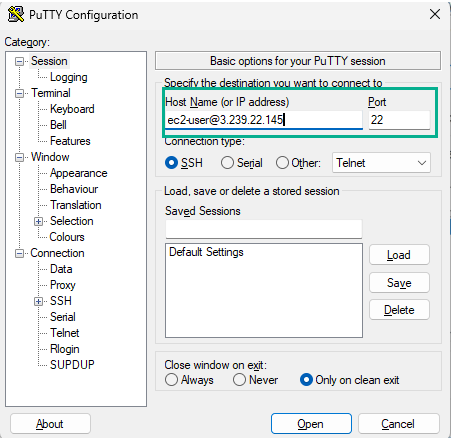 PuTTY Configuration
Category:
Session
Logging
Terminal
Keyboard
Bell
Features
Window
Appearance
Behaviour
Translation
Selection
Colours
Connection
Data
Proxy
SSH
Serial
Telnet
Rlogin
SUPDUP
Basic options for your PuTTY session
Specify the destination you want to connect to
Host Name (or IP address) Port
ec2-user@3.239.22.145 22
Connection type:
SSH Serial Other: Telnet
Load, save or delete a stored session
Saved Sessions
Default Settings
Load
Save
Delete
Close window on exit:
Always Never Only on clean exit
About Open Cancel